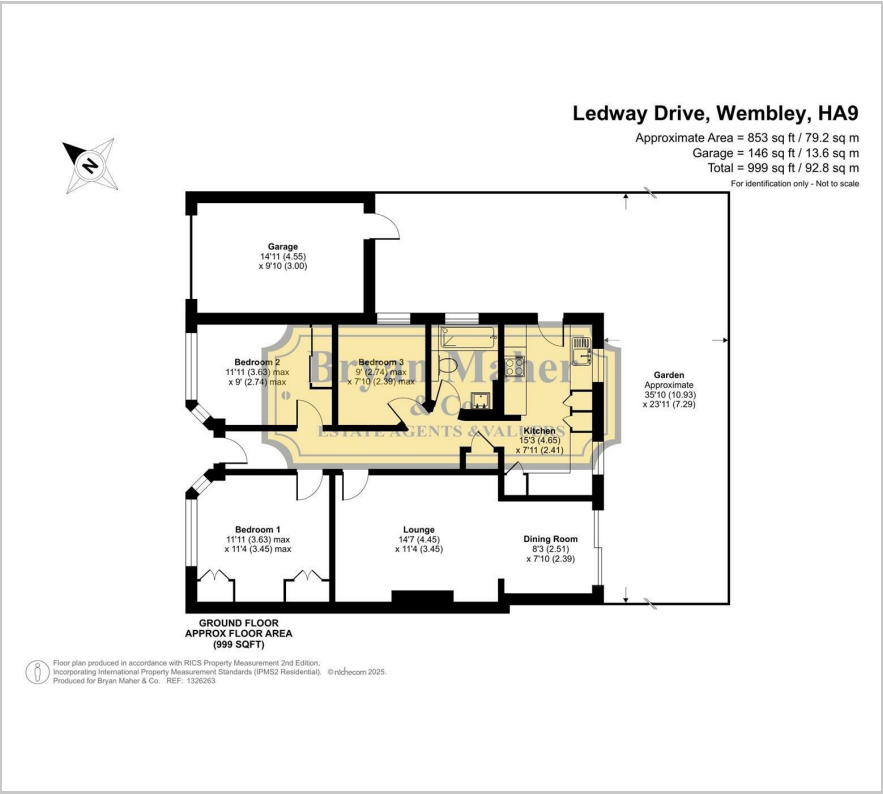 Ledway Drive, Wembley, HA9
Approximate Area = 853 sq ft / 79.2 sq m
Garage = 146 sq ft / 13.6 sq m
Total = 999 sq ft / 92.8 sq m
For identification only - Not to scale
N
Garage
14'11 (4.55)
x 9'10 (3.00)
Bedroom 2
11'11 (3.63) max
x 9' (2.74) max
Bedroom 3
9' (2.74) max
x 7'10 (2.39) max
Bryan Maher
& Co.
ESTATE AGENTS & VALUERS
Kitchen
15'3 (4.65)
x 7'11 (2.41)
Garden
Approximate
35'10 (10.93)
x 23'11 (7.29)
Bedroom 1
11'11 (3.63) max
x 11'4 (3.45) max
Lounge
14'7 (4.45)
x 11'4 (3.45)
Dining Room
8'3 (2.51)
x 7'10 (2.39)
GROUND FLOOR
APPROX FLOOR AREA
(999 SQFT)
Floor plan produced in accordance with RICS Property Measurement 2nd Edition,
Incorporating International Property Measurement Standards (IPMS2 Residential). ©nichecom 2025.
Produced for Bryan Maher & Co. REF: 1326263